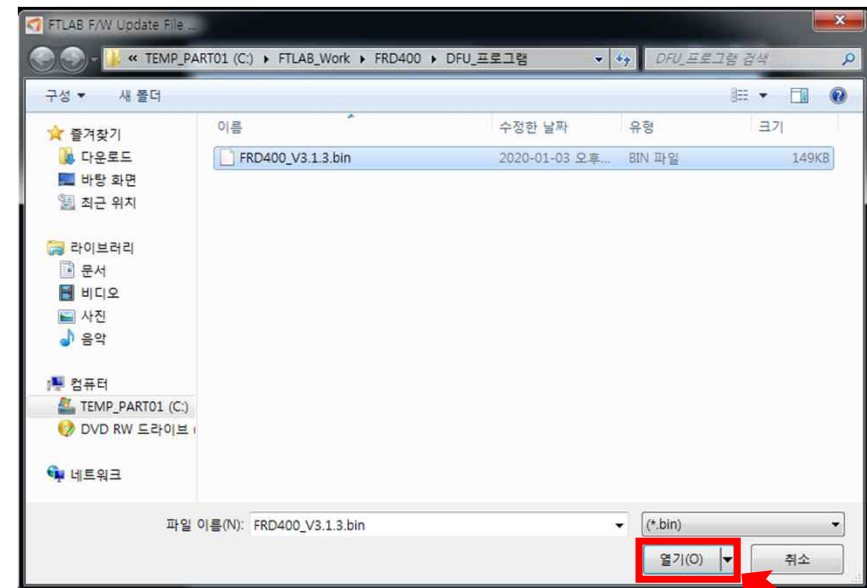 FTLAB F/W Update File ...
« TEMP_PART01 (C:) ▸ FTLAB_Work ▸ FRD400 ▸ DFU_프로그램
DFU_프로그램 검색
구성 ▾ 새 폴더
이름 수정한 날짜 유형 크기
FRD400_V3.1.3.bin 2020-01-03 오후... BIN 파일 149KB
즐겨찾기
다운로드
바탕 화면
최근 위치
라이브러리
문서
비디오
사진
음악
컴퓨터
TEMP_PART01 (C:)
DVD RW 드라이브
네트워크
파일 이름(N): FRD400_V3.1.3.bin (*.bin)
열기(O) 취소